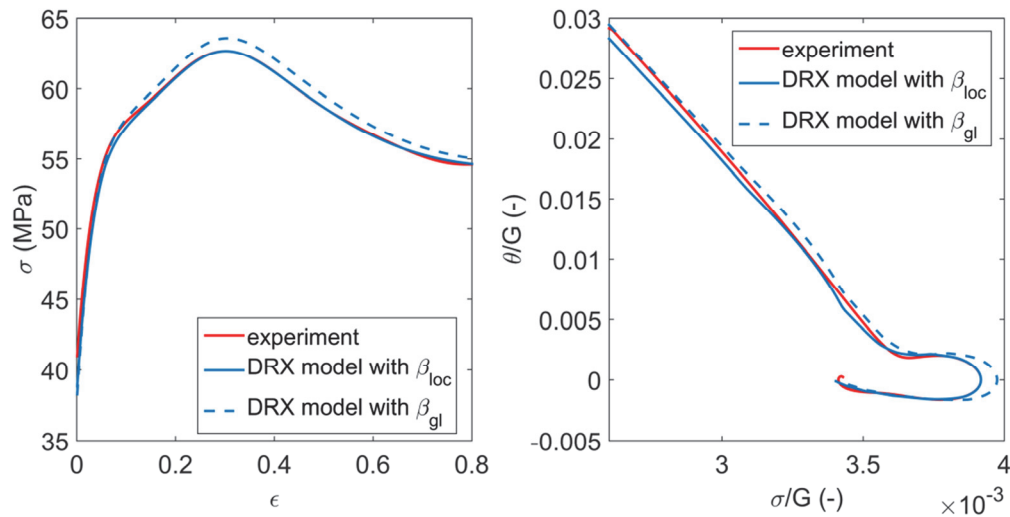 65
60
55
50
45
40
35
σ (MPa)
0
0.2
0.4
0.6
0.8
ϵ
experiment
DRX model with β_loc
DRX model with β_gl
0.03
0.025
0.02
0.015
0.01
0.005
0
-0.005
θ/G (-)
3
3.5
4
×10⁻³
σ/G (-)
experiment
DRX model with β_loc
DRX model with β_gl